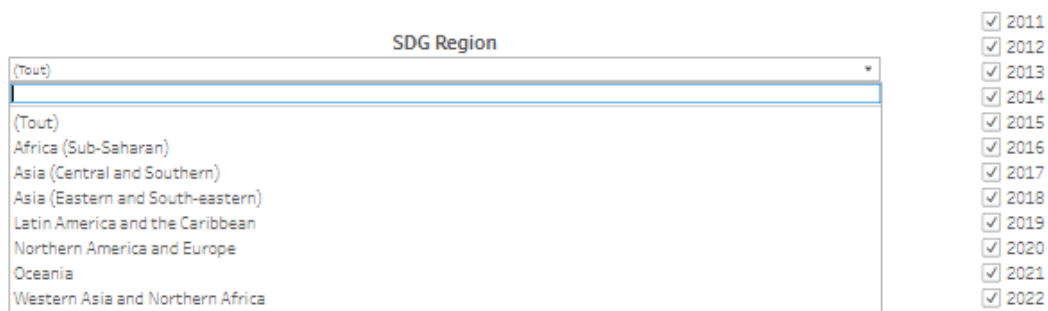 SDG Region
(Tout)
(Tout)
Africa (Sub-Saharan)
Asia (Central and Southern)
Asia (Eastern and South-eastern)
Latin America and the Caribbean
Northern America and Europe
Oceania
Western Asia and Northern Africa
2011
2012
2013
2014
2015
2016
2017
2018
2019
2020
2021
2022